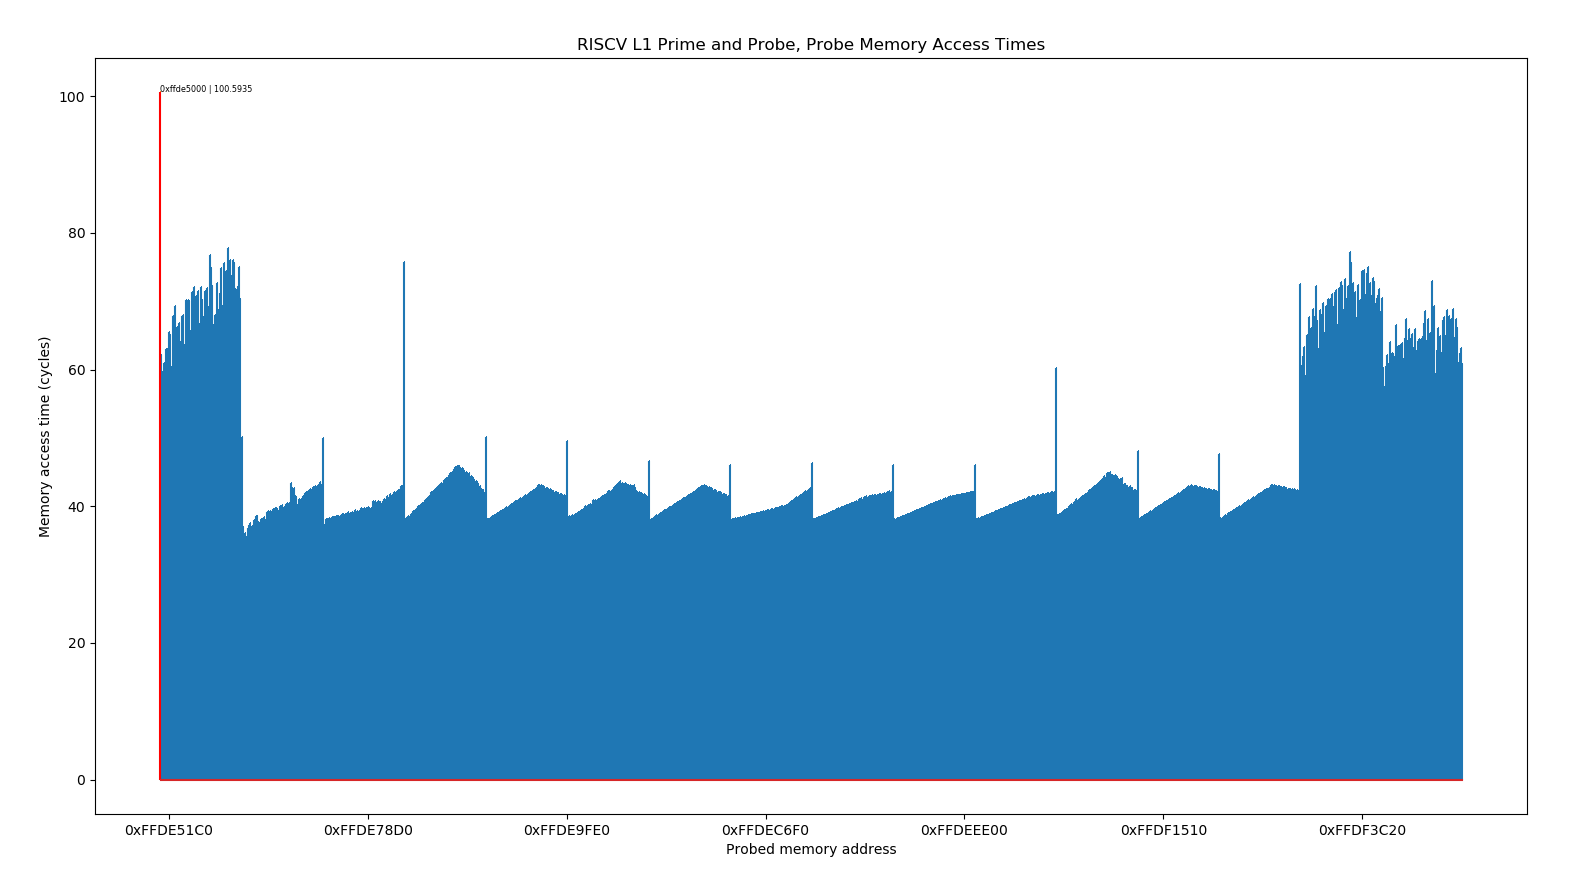 RISCV L1 Prime and Probe, Probe Memory Access Times
0xffde5000 | 100.5935
100
80
60
40
20
0
Memory access time (cycles)
0xFFDE51C0 0xFFDE78D0 0xFFDE9FE0 0xFFDEC6F0 0xFFDEEE00 0xFFDF1510 0xFFDF3C20
Probed memory address